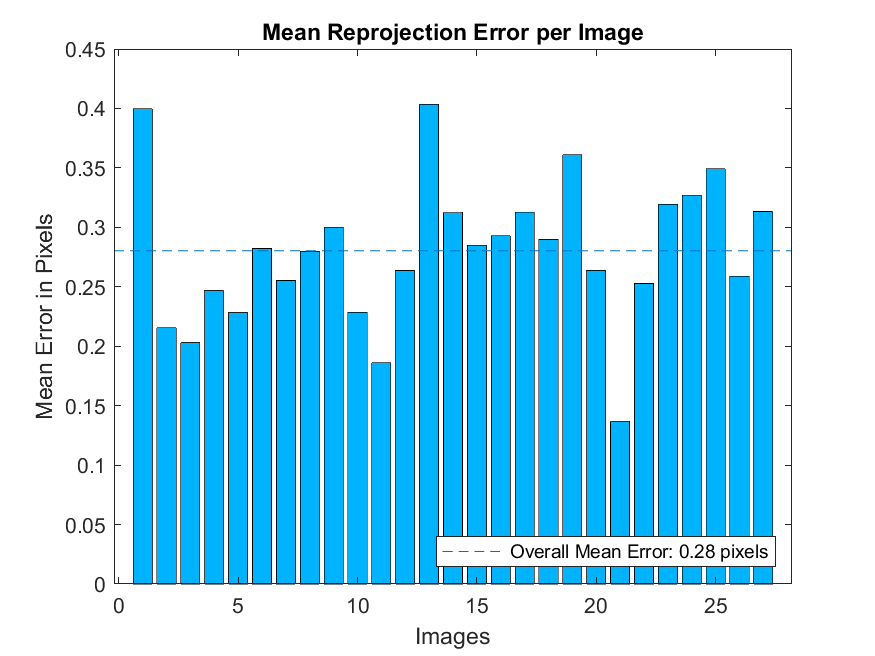 Mean Reprojection Error per Image
0.45
0.4
0.35
0.3
0.25
0.2
0.15
0.1
0.05
0
Mean Error in Pixels
Overall Mean Error: 0.28 pixels
0 5 10 15 20 25
Images